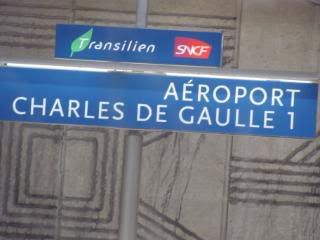 Transilien SNCF
AÉROPORT
CHARLES DE GAULLE 1